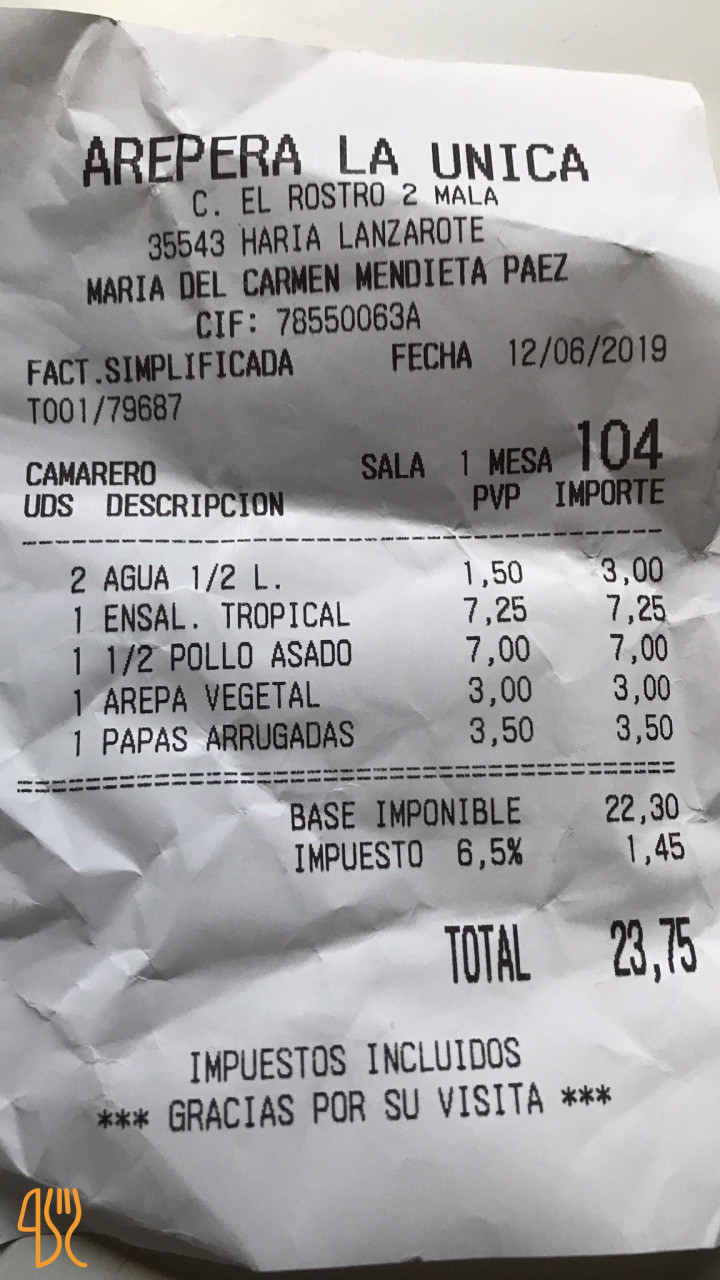 AREPERA LA UNICA
C. EL ROSTRO 2 MALA
35543 HARIA LANZAROTE
MARIA DEL CARMEN MENDIETA PAEZ
CIF: 78550063A
FACT.SIMPLIFICADA FECHA 12/06/2019
T001/79687
CAMARERO SALA 1 MESA 104
UDS DESCRIPCION PVP IMPORTE
2 AGUA 1/2 L. 1,50 3,00
1 ENSAL. TROPICAL 7,25 7,25
1 1/2 POLLO ASADO 7,00 7,00
1 AREPA VEGETAL 3,00 3,00
1 PAPAS ARRUGADAS 3,50 3,50
BASE IMPONIBLE 22,30
IMPUESTO 6,5% 1,45
TOTAL 23,75
IMPUESTOS INCLUIDOS
*** GRACIAS POR SU VISITA ***